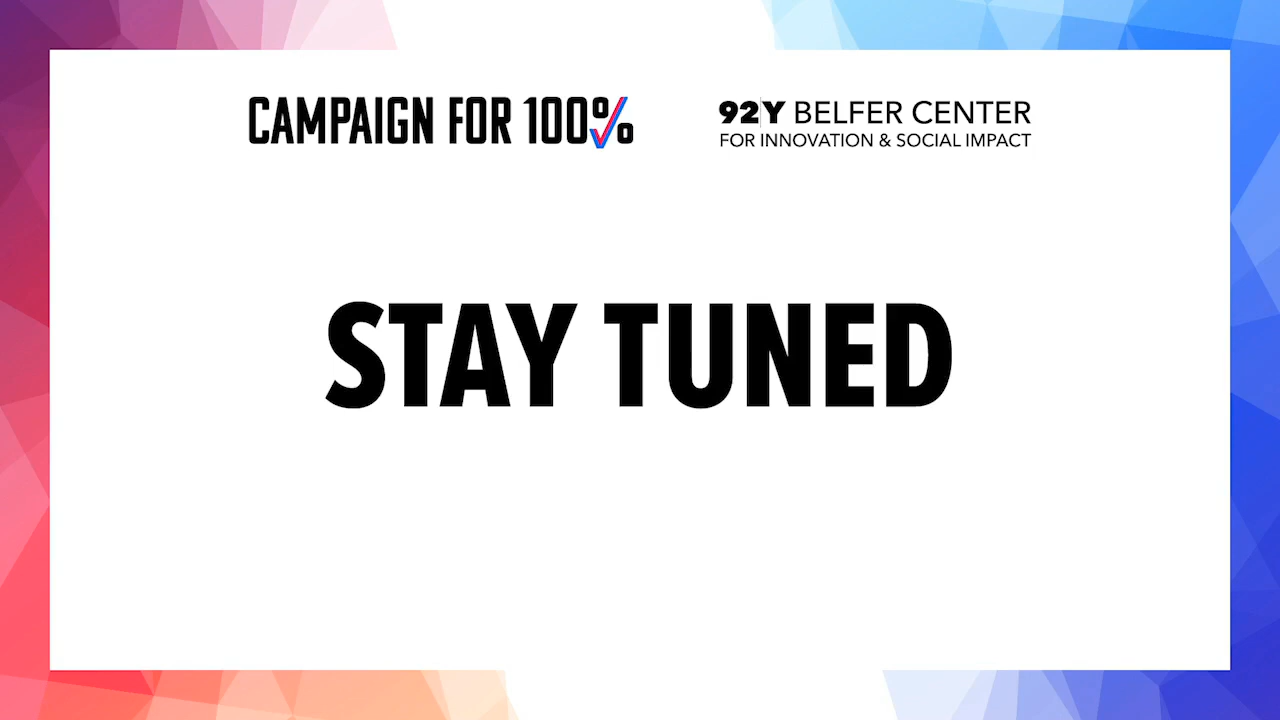 CAMPAIGN FOR 100%
92Y BELFER CENTER
FOR INNOVATION & SOCIAL IMPACT
STAY TUNED